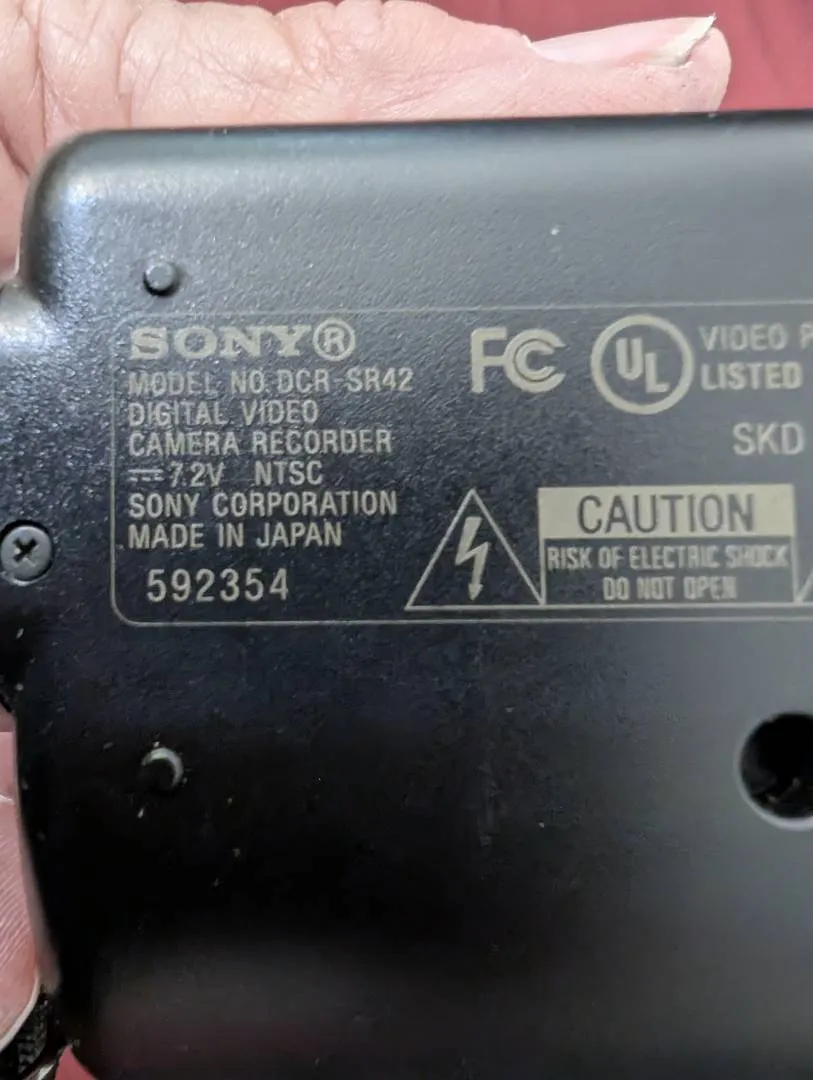 SONY®
MODEL NO. DCR-SR42
DIGITAL VIDEO
CAMERA RECORDER
⎓ 7.2V NTSC
SONY CORPORATION
MADE IN JAPAN
592354
FC
UL
VIDEO P
LISTED
SKD
CAUTION
RISK OF ELECTRIC SHOCK
DO NOT OPEN